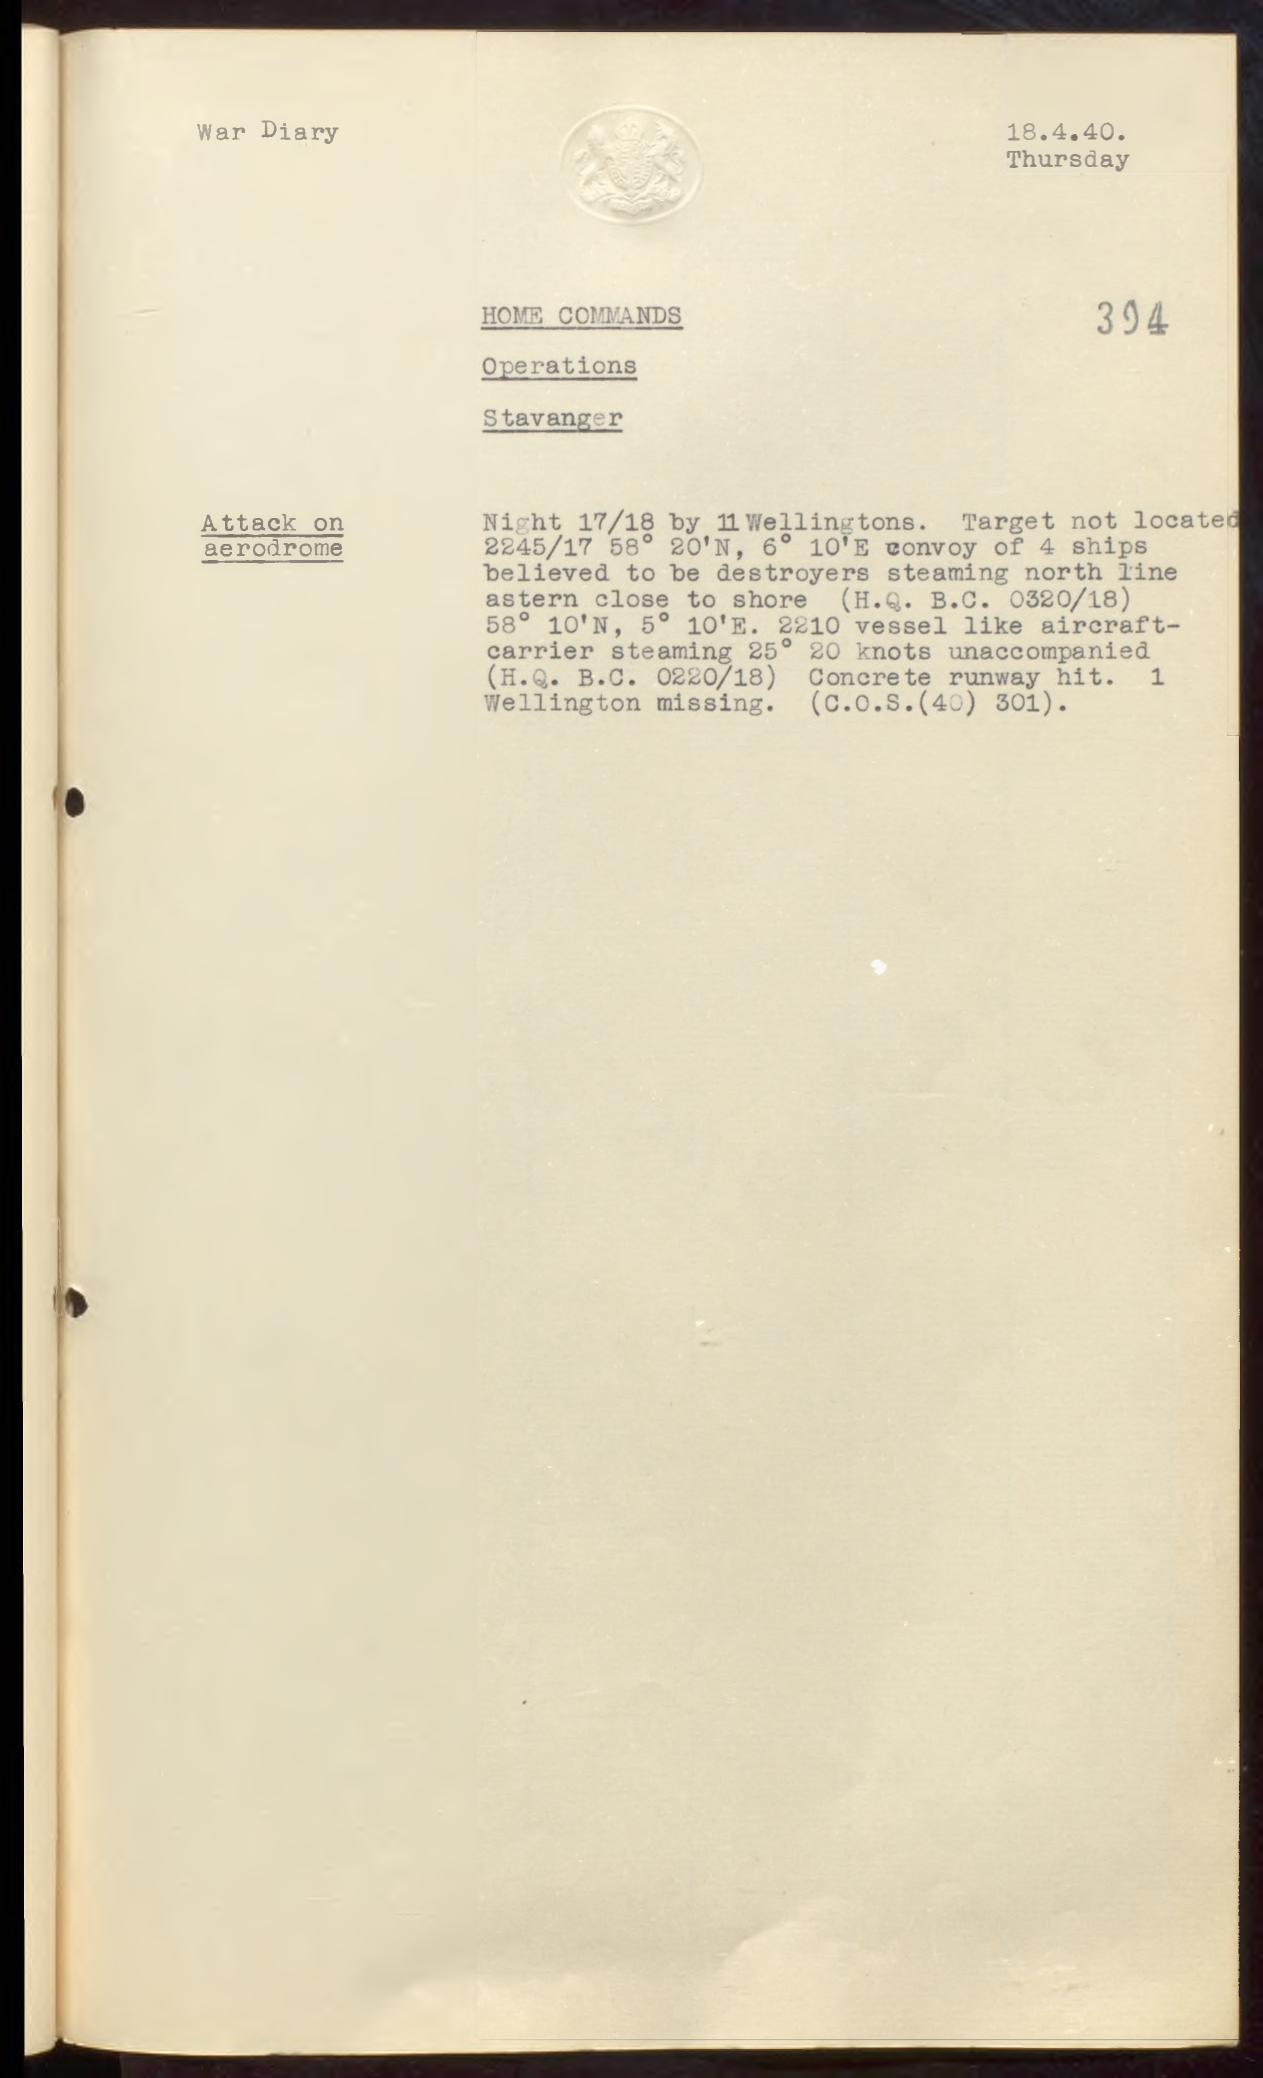 War Diary
18.4.40.
Thursday
HOME COMMANDS
394
Operations
Stavanger
Attack on
aerodrome
Night 17/18 by 11 Wellingtons. Target not located
2245/17 58° 20'N, 6° 10'E convoy of 4 ships
believed to be destroyers steaming north line
astern close to shore (H.Q. B.C. 0320/18)
58° 10'N, 5° 10'E. 2210 vessel like aircraft-
carrier steaming 25° 20 knots unaccompanied
(H.Q. B.C. 0220/18) Concrete runway hit. 1
Wellington missing. (C.O.S.(40) 301).